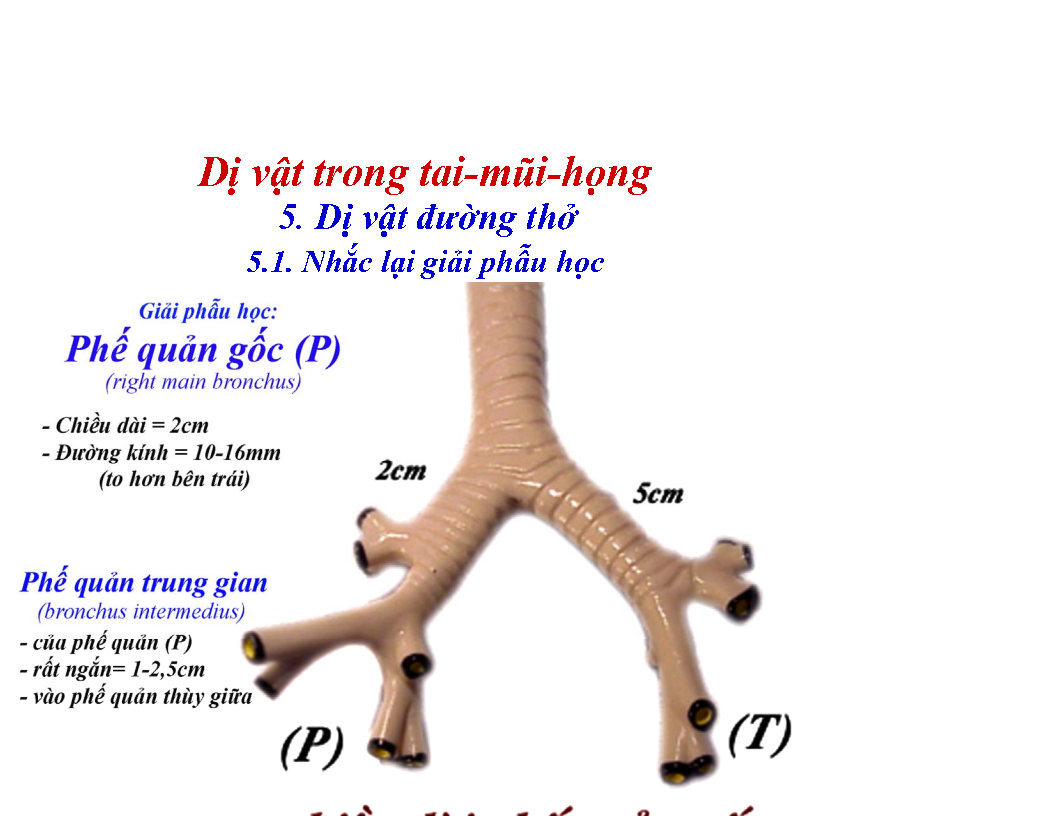 Dị vật trong tai-mũi-họng
5. Dị vật đường thở
5.1. Nhắc lại giải phẫu học
Giải phẫu học:
Phế quản gốc (P)
(right main bronchus)
- Chiều dài = 2cm
- Đường kính = 10-16mm
(to hơn bên trái)
2cm
5cm
Phế quản trung gian
(bronchus intermedius)
- của phế quản (P)
- rất ngắn= 1-2,5cm
- vào phế quản thùy giữa
(P)
(T)